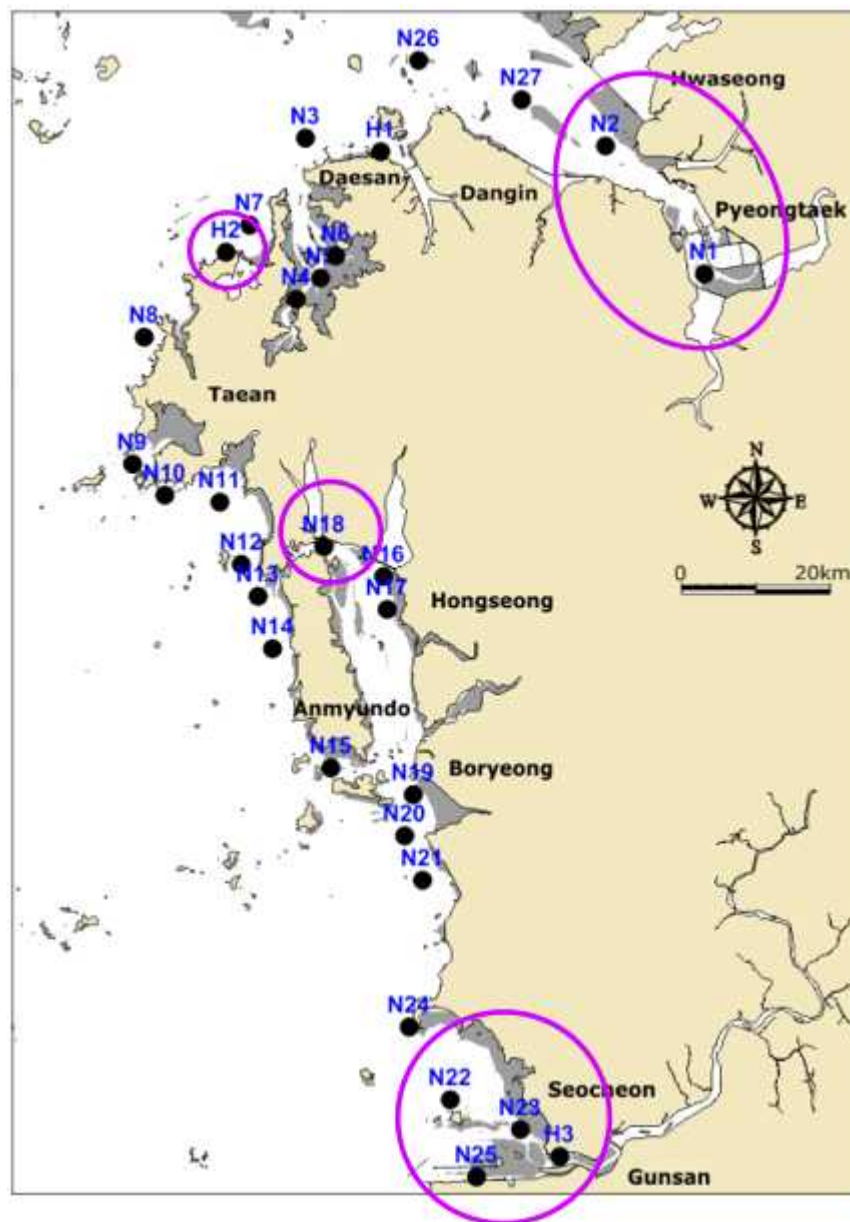 N26
N27
Hwaseong
N3
H1
N2
Daesan
Dangin
N7
H2
Pyeongtaek
N6
N5
N4
N1
N8
Taean
N9
N10
N11
N
W E
S
N18
N12
N16
0 20km
N13
N17
Hongseong
N14
Anmyundo
N15
Boryeong
N19
N20
N21
N24
N22
Seocheon
N23
H3
N25
Gunsan